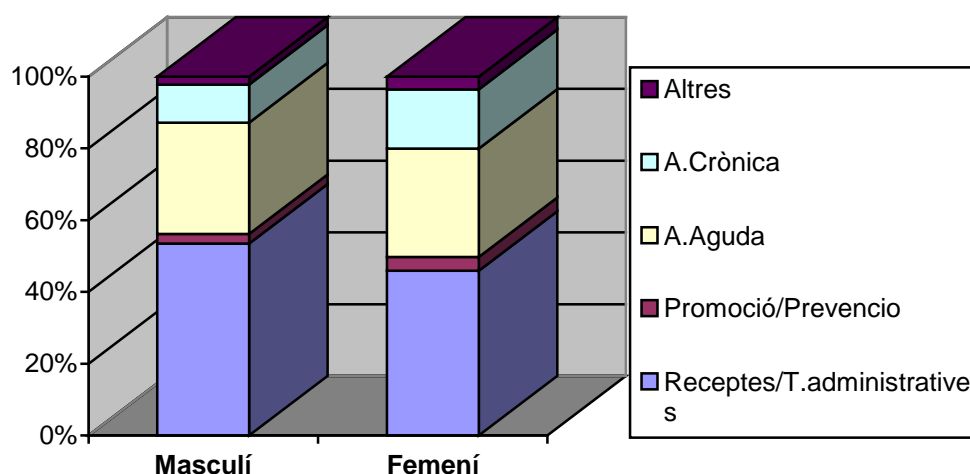 100%
80%
60%
40%
20%
0%
Masculí
Femení
Altres
A.Crònica
A.Aguda
Promoció/Prevencio
Receptes/T.administrative
s